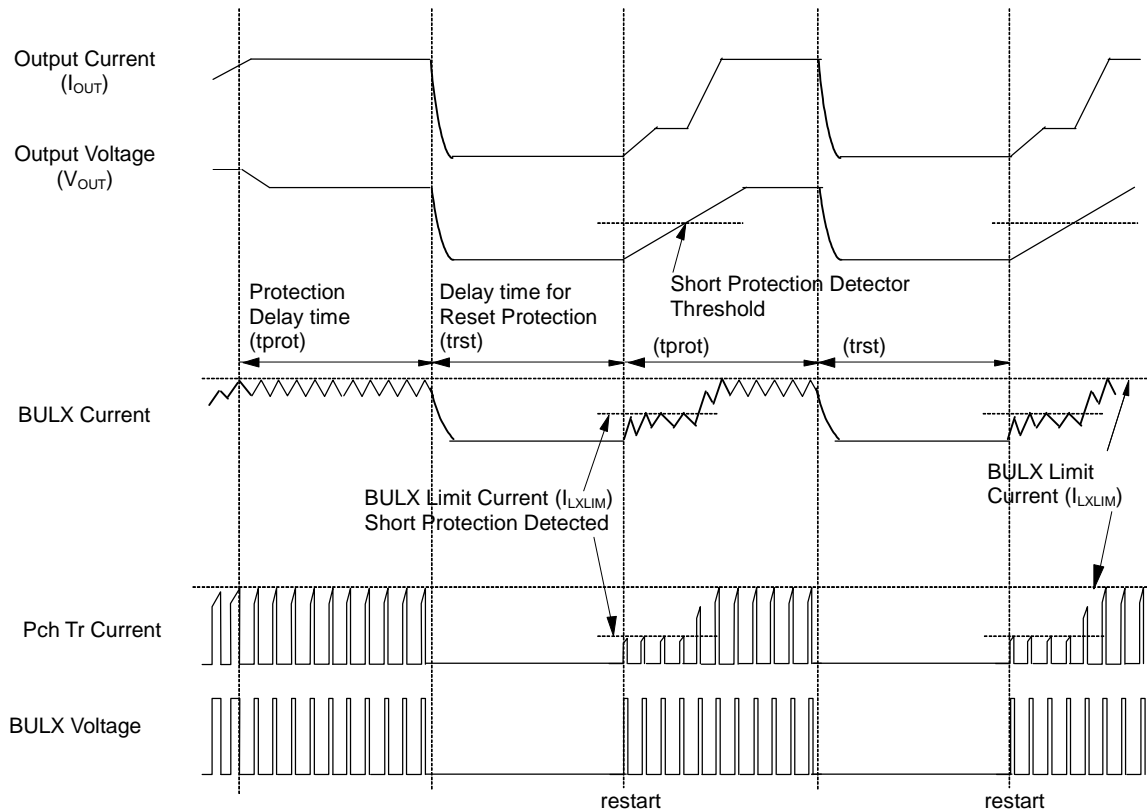 Output Current
(IOUT)
Output Voltage
(VOUT)
Short Protection Detector
Threshold
Protection
Delay time
(tprot)
Delay time for
Reset Protection
(trst)
(tprot)
(trst)
BULX Current
BULX Limit Current (ILXLIM)
Short Protection Detected
BULX Limit
Current (ILXLIM)
Pch Tr Current
BULX Voltage
restart
restart